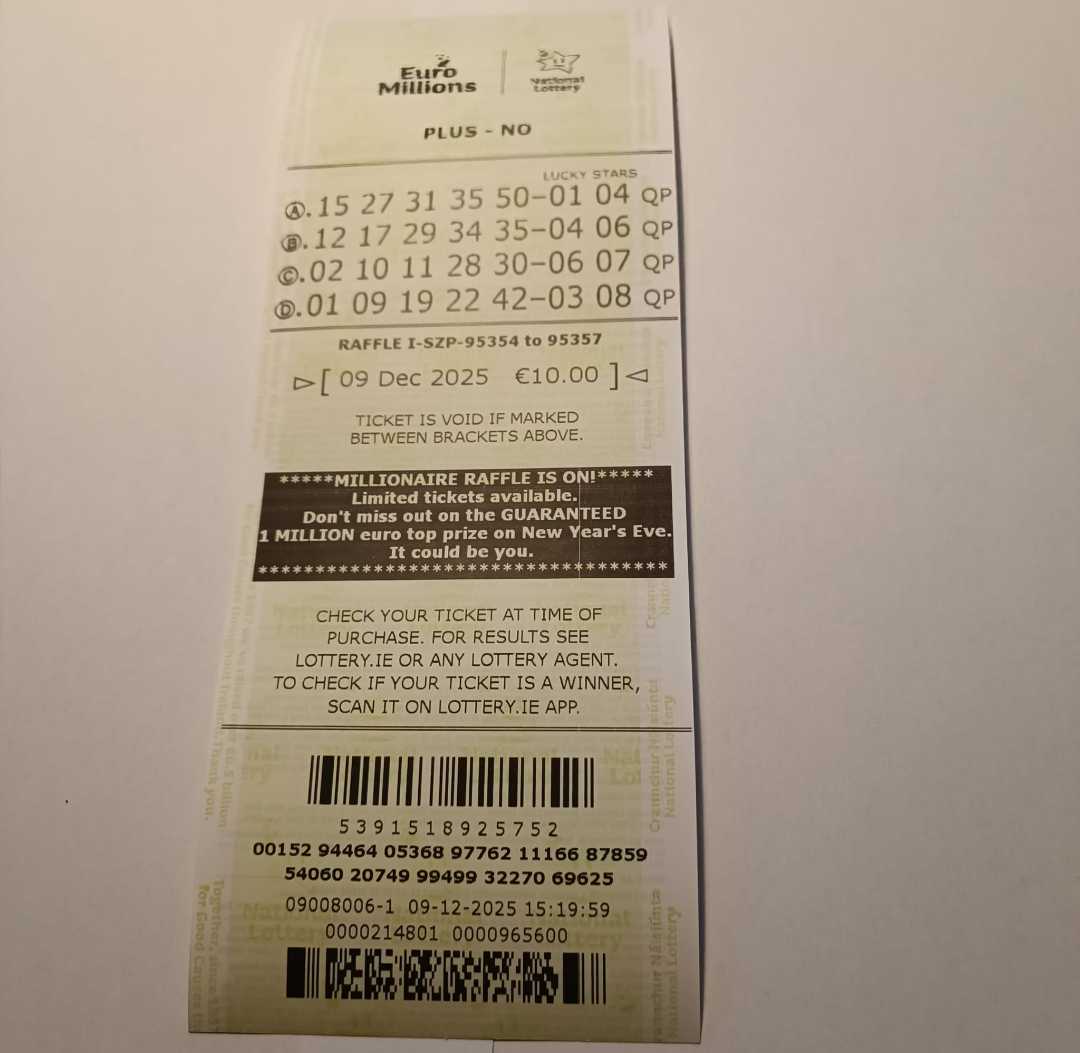 Euro Millions
National Lottery
PLUS - NO
LUCKY STARS
A. 15 27 31 35 50-01 04 QP
B. 12 17 29 34 35-04 06 QP
C. 02 10 11 28 30-06 07 QP
D. 01 09 19 22 42-03 08 QP
RAFFLE I-SZP-95354 to 95357
[ 09 Dec 2025 €10.00 ]
TICKET IS VOID IF MARKED
BETWEEN BRACKETS ABOVE.
*****MILLIONAIRE RAFFLE IS ON!*****
Limited tickets available.
Don't miss out on the GUARANTEED
1 MILLION euro top prize on New Year's Eve.
It could be you.
CHECK YOUR TICKET AT TIME OF
PURCHASE. FOR RESULTS SEE
LOTTERY.IE OR ANY LOTTERY AGENT.
TO CHECK IF YOUR TICKET IS A WINNER,
SCAN IT ON LOTTERY.IE APP.
5391518925752
00152 94464 05368 97762 11166 87859
54060 20749 99499 32270 69625
09008006-1 09-12-2025 15:19:59
0000214801 0000965600